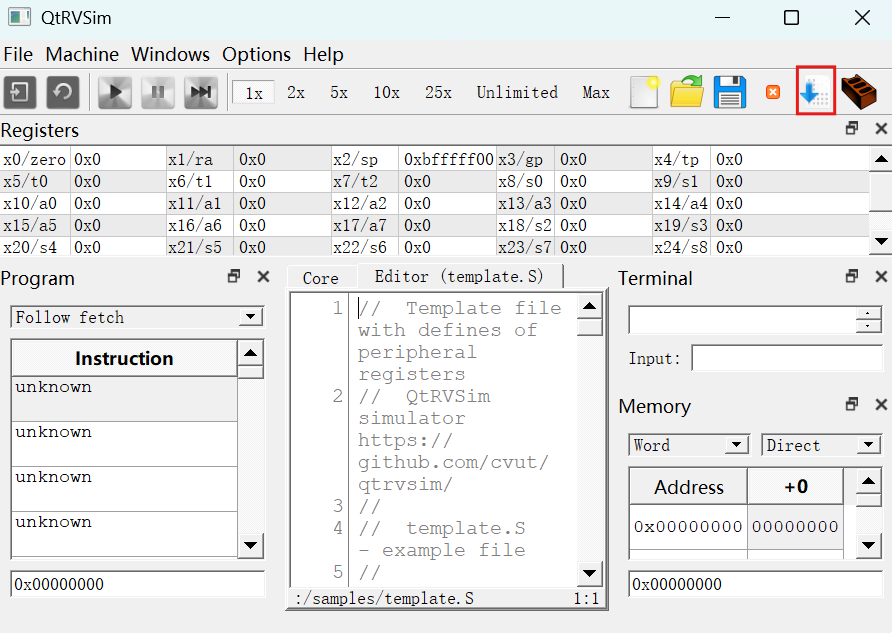 QtRVSim
File Machine Windows Options Help
1x 2x 5x 10x 25x Unlimited Max
Registers
x0/zero 0x0 x1/ra 0x0 x2/sp 0xbfffff00 x3/gp 0x0 x4/tp 0x0
x5/t0 0x0 x6/t1 0x0 x7/t2 0x0 x8/s0 0x0 x9/s1 0x0
x10/a0 0x0 x11/a1 0x0 x12/a2 0x0 x13/a3 0x0 x14/a4 0x0
x15/a5 0x0 x16/a6 0x0 x17/a7 0x0 x18/s2 0x0 x19/s3 0x0
x20/s4 0x0 x21/s5 0x0 x22/s6 0x0 x23/s7 0x0 x24/s8 0x0
Program
Follow fetch
Instruction
unknown
unknown
unknown
unknown
0x00000000
Core Editor (template.S)
1 // Template file
with defines of
peripheral
registers
2 // QtRVSim
simulator
https://
github.com/cvut/
qtrvsim/
3 //
4 // template.S
- example file
5 //
:/samples/template.S 1:1
Terminal
Input:
Memory
Word Direct
Address +0
0x00000000 00000000
0x00000000